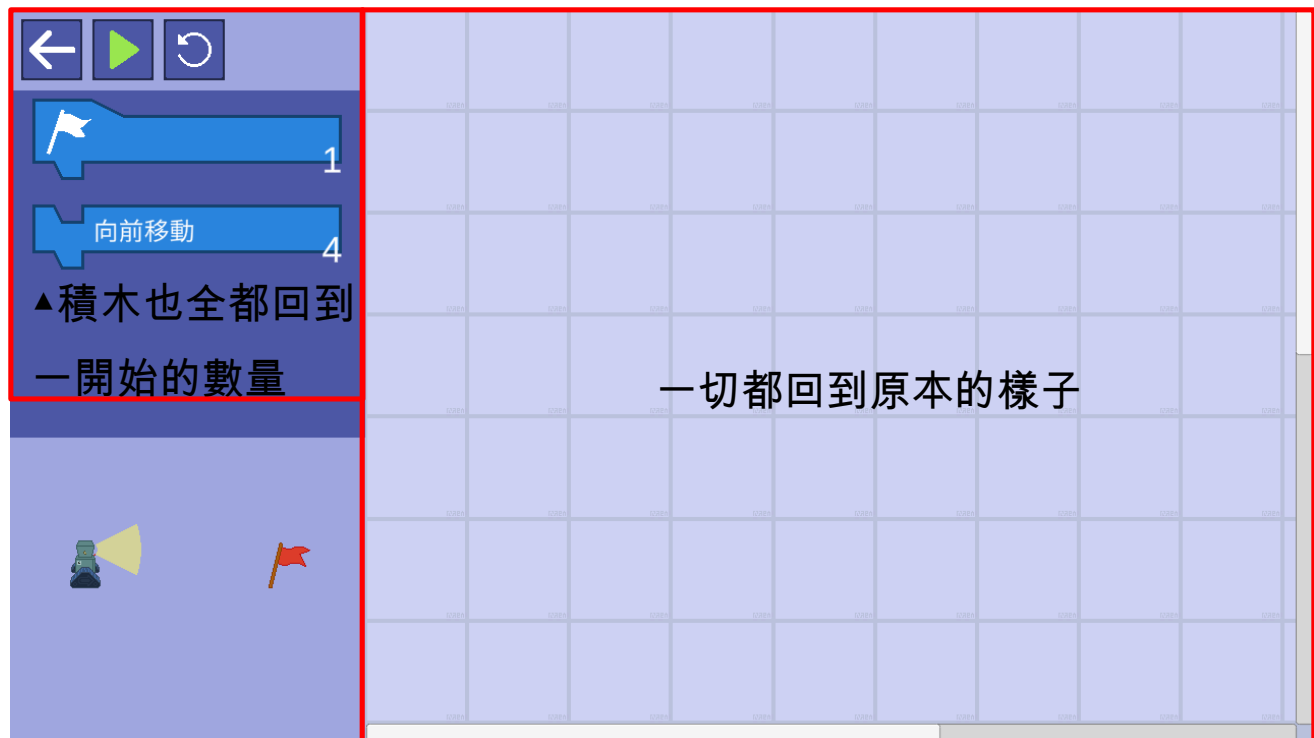 1
向前移動
4
▲積木也全都回到
一開始的數量
一切都回到原本的樣子